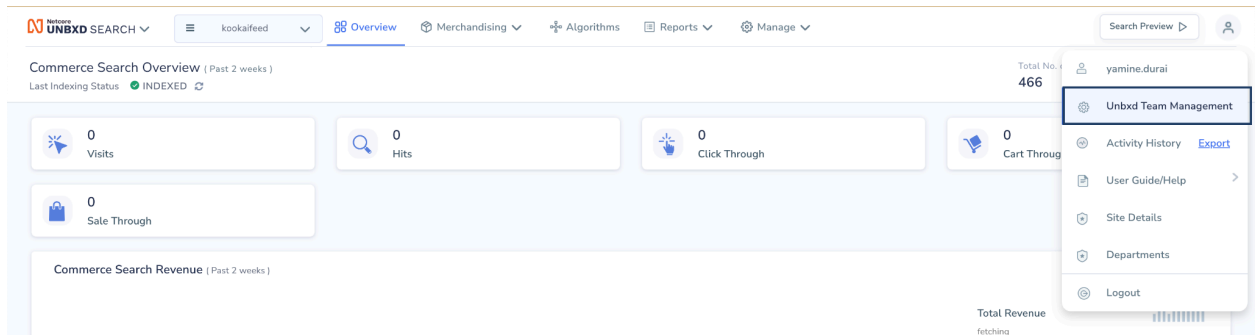 Netcore
UNBXD SEARCH
kookaifeed
Overview
Merchandising
Algorithms
Reports
Manage
Search Preview
Commerce Search Overview ( Past 2 weeks )
Last Indexing Status INDEXED
Total No.
466
yamine.durai
Unbxd Team Management
Activity History Export
User Guide/Help
Site Details
Departments
Logout
0
Visits
0
Hits
0
Click Through
0
Cart Throug
0
Sale Through
Commerce Search Revenue ( Past 2 weeks )
Total Revenue
fetching